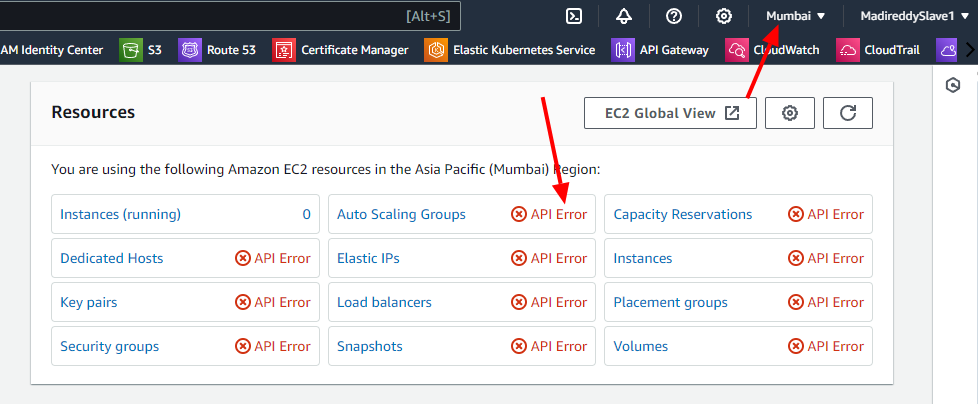 [Alt+S]
Mumbai ▼
MadireddySlave1 ▼
AM Identity Center
S3
Route 53
Certificate Manager
Elastic Kubernetes Service
API Gateway
CloudWatch
CloudTrail
Resources
EC2 Global View
You are using the following Amazon EC2 resources in the Asia Pacific (Mumbai) Region:
Instances (running) 0
Auto Scaling Groups API Error
Capacity Reservations API Error
Dedicated Hosts API Error
Elastic IPs API Error
Instances API Error
Key pairs API Error
Load balancers API Error
Placement groups API Error
Security groups API Error
Snapshots API Error
Volumes API Error